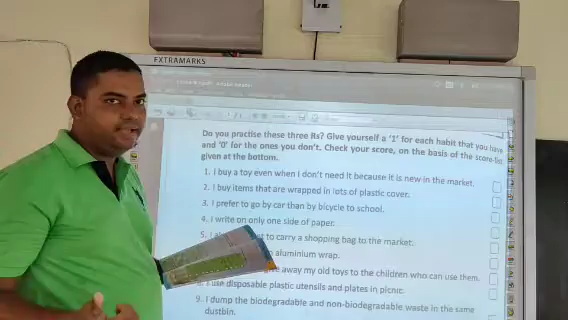 EXTRAMARKS
Do you practise these three Rs? Give yourself a '1' for each habit that you have
and '0' for the ones you don't. Check your score, on the basis of the score-list
given at the bottom.
1. I buy a toy even when I don't need it because it is new in the market.
2. I buy items that are wrapped in lots of plastic cover.
3. I prefer to go by car than by bicycle to school.
4. I write on only one side of paper.
5. I to carry a shopping bag to the market.
aluminium wrap.
away my old toys to the children who can use them.
use disposable plastic utensils and plates in picnic.
9. I dump the biodegradable and non-biodegradable waste in the same
dustbin.